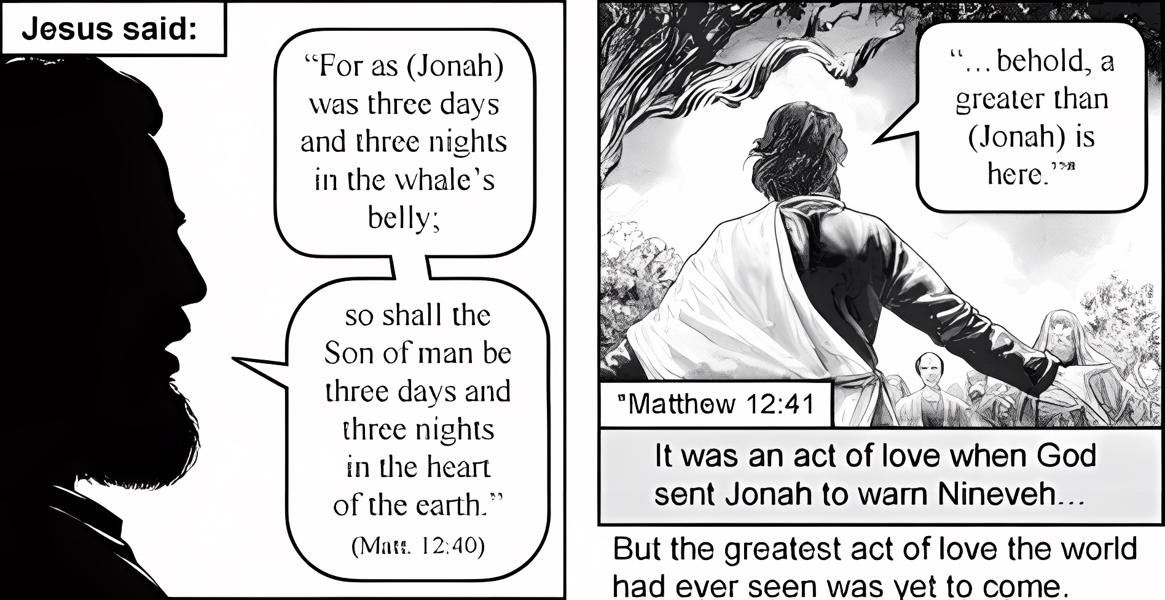 Jesus said:
“For as (Jonah)
was three days
and three nights
in the whale’s
belly;
so shall the
Son of man be
three days and
three nights
in the heart
of the earth.”
(Matt. 12:40)
“...behold, a
greater than
(Jonah) is
here.”*
*Matthew 12:41
It was an act of love when God
sent Jonah to warn Nineveh...
But the greatest act of love the world
had ever seen was yet to come.